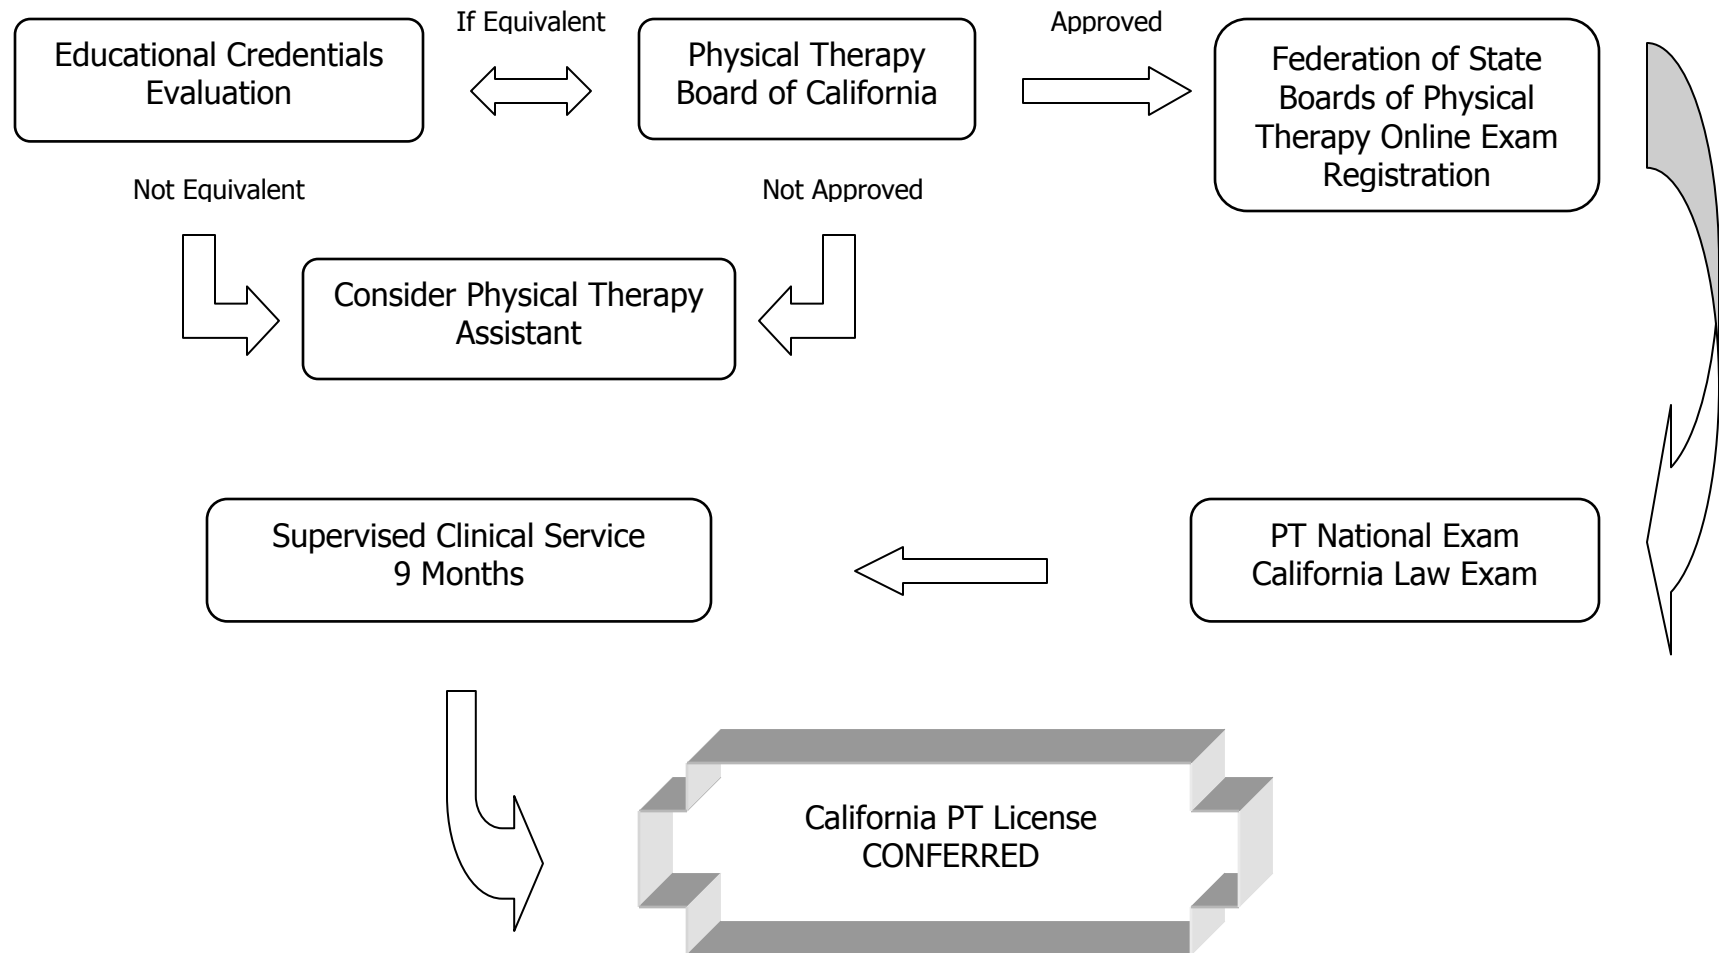 If Equivalent
Approved
Educational Credentials
Evaluation
Physical Therapy
Board of California
Federation of State
Boards of Physical
Therapy Online Exam
Registration
Not Equivalent
Not Approved
Consider Physical Therapy
Assistant
Supervised Clinical Service
9 Months
PT National Exam
California Law Exam
California PT License
CONFERRED